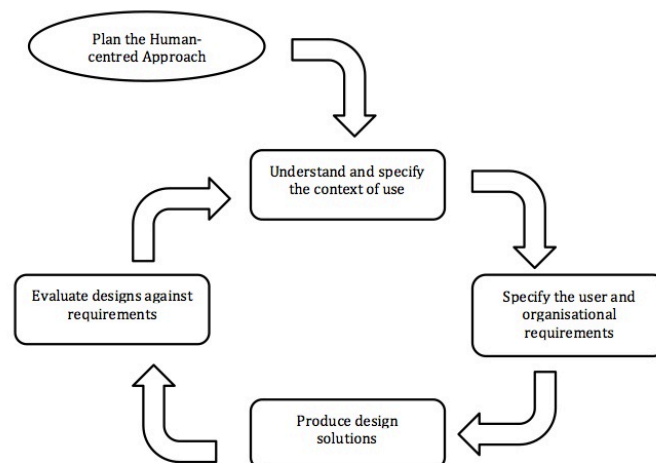 Plan the Human-
centred Approach
Understand and specify
the context of use
Specify the user and
organisational
requirements
Produce design
solutions
Evaluate designs against
requirements